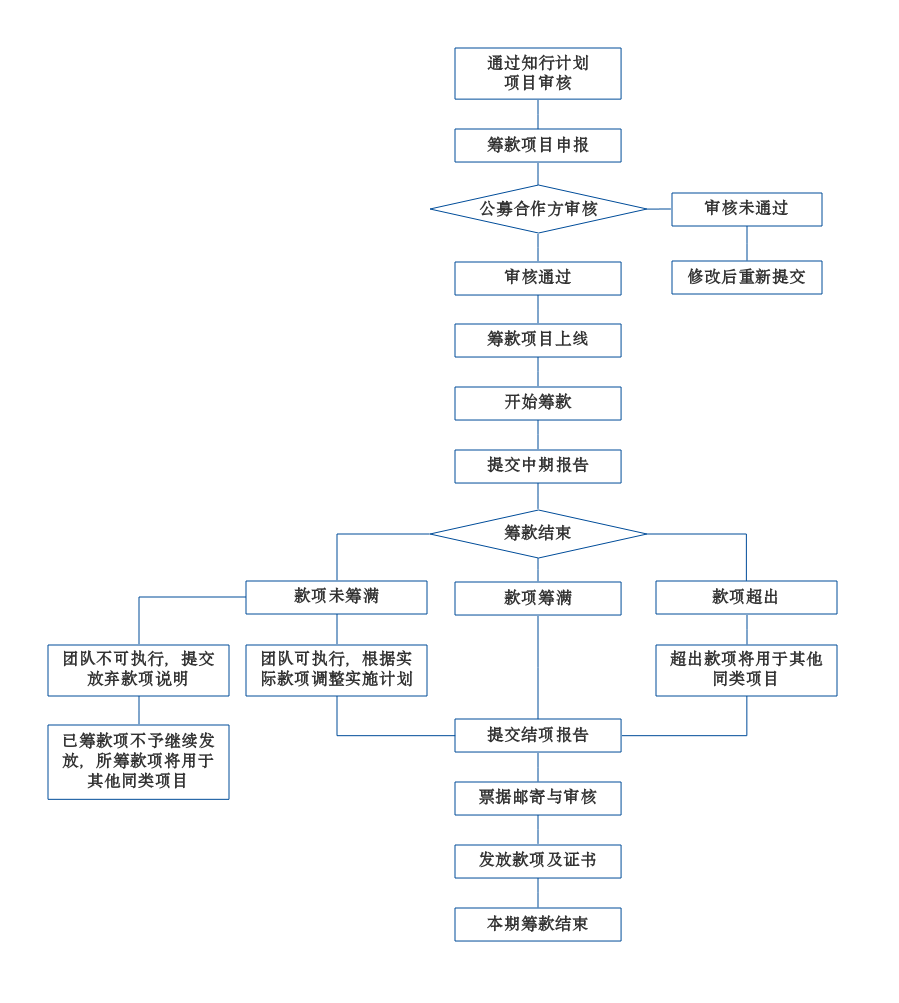 通过知行计划
项目审核
筹款项目申报
公募合作方审核
审核未通过
审核通过
修改后重新提交
筹款项目上线
开始筹款
提交中期报告
筹款结束
款项未筹满
款项筹满
款项超出
团队不可执行，提交
放弃款项说明
团队可执行，根据实
际款项调整实施计划
超出款项将用于其他
同类项目
已筹款项不予继续发
放，所筹款项将用于
其他同类项目
提交结项报告
票据邮寄与审核
发放款项及证书
本期筹款结束